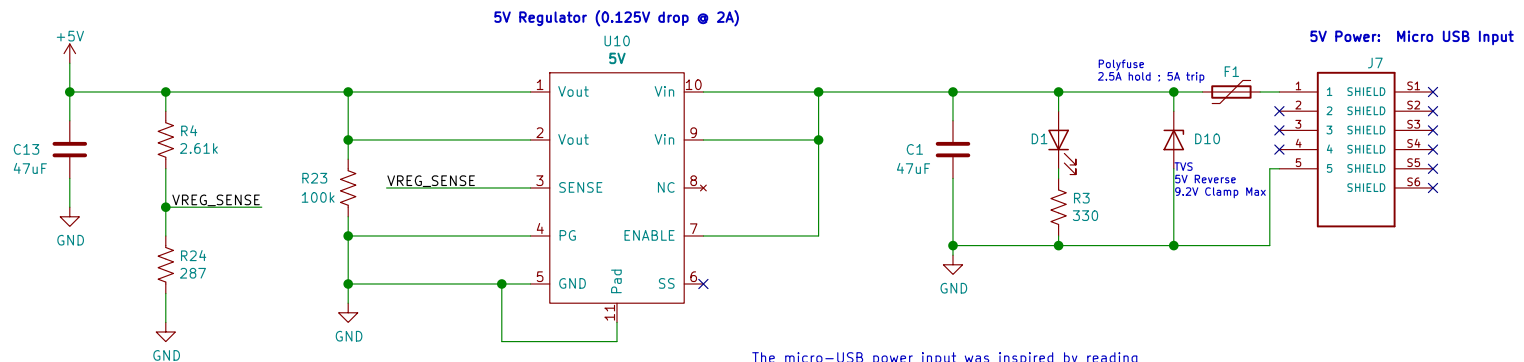 5V Regulator (0.125V drop @ 2A)
+5V
U10
5V
5V Power: Micro USB Input
J7
Polyfuse
2.5A hold ; 5A trip
F1
1 Vout Vin 10
2 Vout Vin 9
3 SENSE NC 8
4 PG ENABLE 7
5 GND SS 6
Pad
11
C13
47uF
GND
R4
2.61k
VREG_SENSE
R24
287
GND
R23
100k
VREG_SENSE
GND
C1
47uF
GND
D1
R3
330
D10
TVS
5V Reverse
9.2V Clamp Max
1 1 SHIELD S1
2 2 SHIELD S2
3 3 SHIELD S3
4 4 SHIELD S4
5 5 SHIELD S5
SHIELD S6
The micro-USB power input was inspired by reading